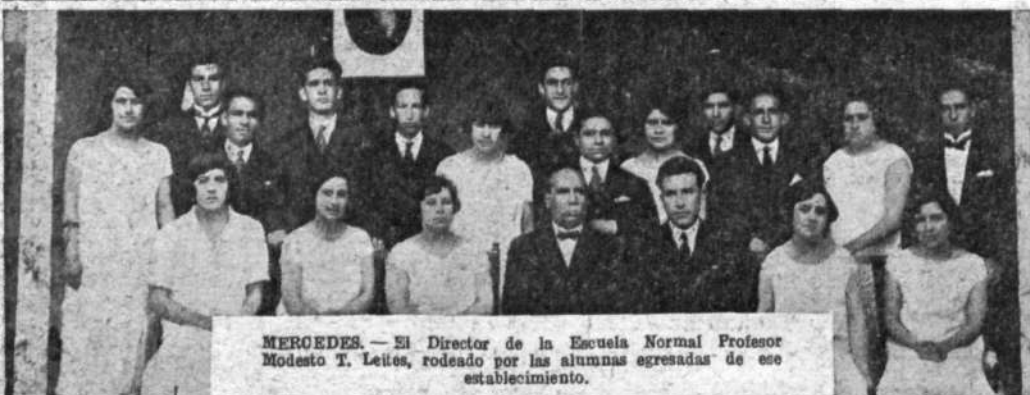 MERCEDES. — El Director de la Escuela Normal Profesor
Modesto T. Leites, rodeado por las alumnas egresadas de ese
establecimiento.